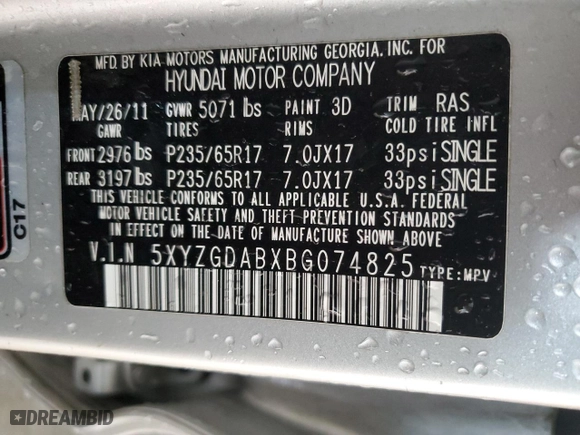 MFD. BY KIA MOTORS MANUFACTURING GEORGIA, INC. FOR
HYUNDAI MOTOR COMPANY
MAY/26/11 GVWR 5071 lbs PAINT 3D TRIM RAS
GAWR TIRES RIMS COLD TIRE INFL
FRONT 2976 lbs P235/65R17 7.0JX17 33psi SINGLE
REAR 3197 lbs P235/65R17 7.0JX17 33psi SINGLE
THIS VEHICLE CONFORMS TO ALL APPLICABLE U.S.A. FEDERAL
MOTOR VEHICLE SAFETY AND THEFT PREVENTION STANDARDS
IN EFFECT ON THE DATE OF MANUFACTURE SHOWN ABOVE
V.I.N 5XYZGDABXBG074825 TYPE:MPV
C17
DREAMBID